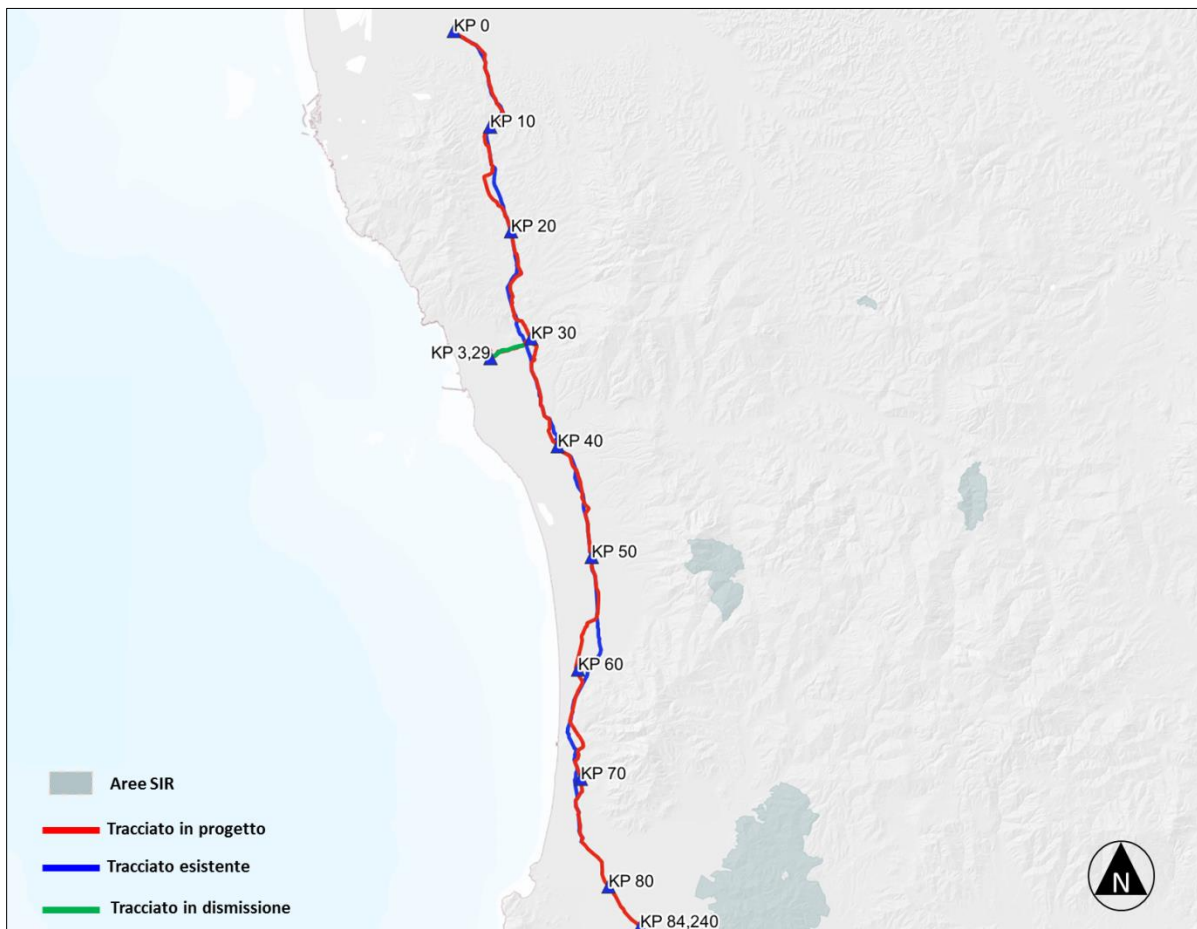 KP 0
KP 10
KP 20
KP 30
KP 3,29
KP 40
KP 50
KP 60
KP 70
KP 80
KP 84,240
Aree SIR
Tracciato in progetto
Tracciato esistente
Tracciato in dismissione
N